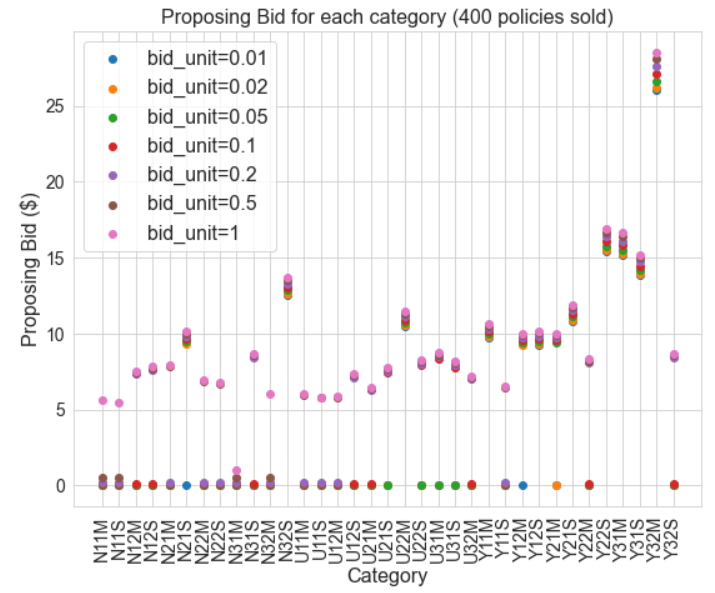 Proposing Bid for each category (400 policies sold)
bid_unit=0.01
bid_unit=0.02
bid_unit=0.05
bid_unit=0.1
bid_unit=0.2
bid_unit=0.5
bid_unit=1
Proposing Bid ($)
25
20
15
10
5
0
N11M
N11S
N12M
N12S
N21M
N21S
N22M
N22S
N31M
N31S
N32M
N32S
U11M
U11S
U12M
U12S
U21M
U21S
U22M
U22S
U31M
U31S
U32M
Y11M
Y11S
Y12M
Y12S
Y21M
Y21S
Y22M
Y22S
Y31M
Y31S
Y32M
Y32S
Category